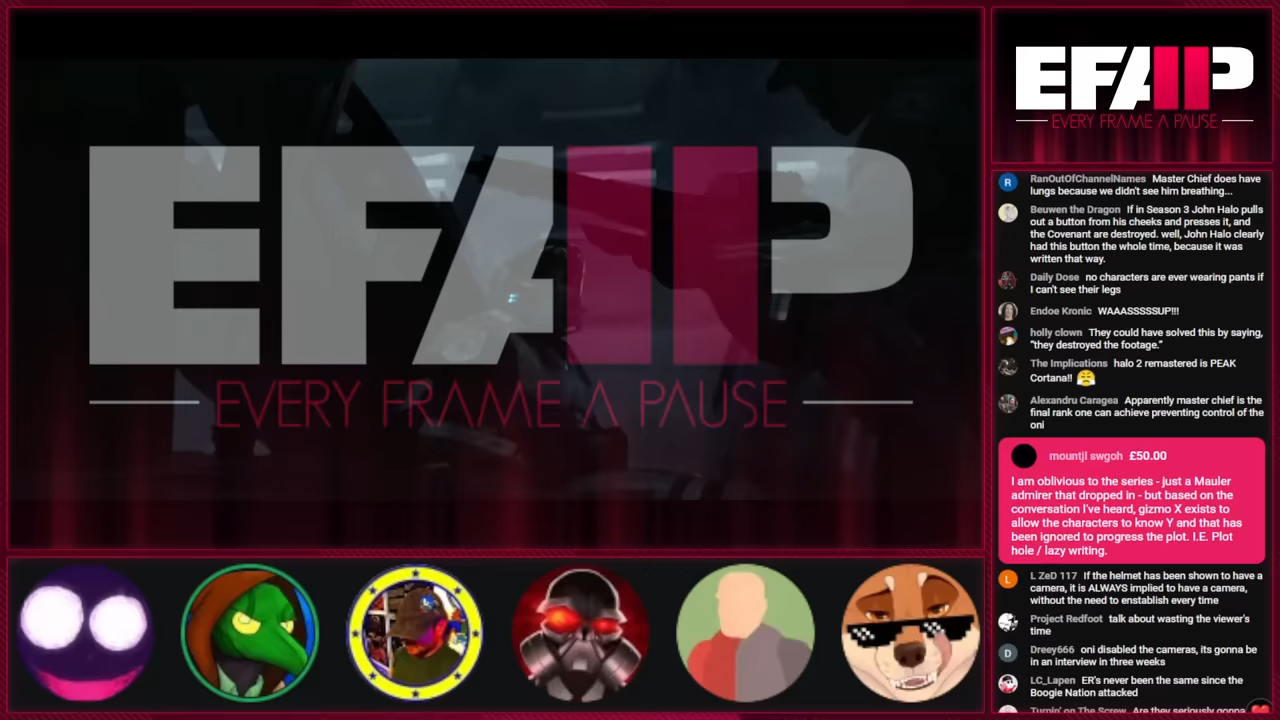 EFAP
EVERY FRAME A PAUSE
EFAP
EVERY FRAME A PAUSE
R
RanOutOfChannelNames Master Chief does have
lungs because we didn't see him breathing...
Beuwen the Dragon If in Season 3 John Halo pulls
out a button from his cheeks and presses it, and
the Covenant are destroyed. well, John Halo clearly
had this button the whole time, because it was
written that way.
Daily Dose no characters are ever wearing pants if
I can't see their legs
Endoe Kronic WAAASSSSSUP!!!
holly clown They could have solved this by saying,
“they destroyed the footage.”
The Implications halo 2 remastered is PEAK
Cortana!!
Alexandru Caragea Apparently master chief is the
final rank one can achieve preventing control of the
oni
mountjl swgoh £50.00
I am oblivious to the series - just a Mauler
admirer that dropped in - but based on the
conversation I've heard, gizmo X exists to
allow the characters to know Y and that has
been ignored to progress the plot. I.E. Plot
hole / lazy writing.
L
L ZeD 117 If the helmet has been shown to have a
camera, it is ALWAYS implied to have a camera,
without the need to enstablish every time
Project Redfoot talk about wasting the viewer's
time
D
Dreey666 oni disabled the cameras, its gonna be
in an interview in three weeks
LC_Lapen ER's never been the same since the
Boogie Nation attacked
Turnin' on The Screw Are they seriously gonna